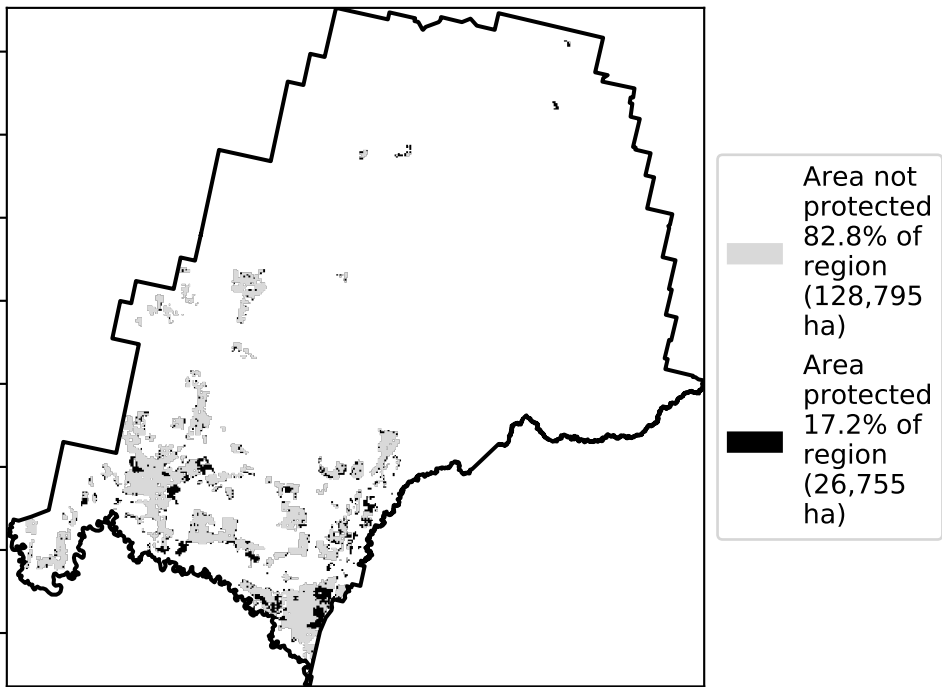 Area not
protected
82.8% of
region
(128,795
ha)
Area
protected
17.2% of
region
(26,755
ha)